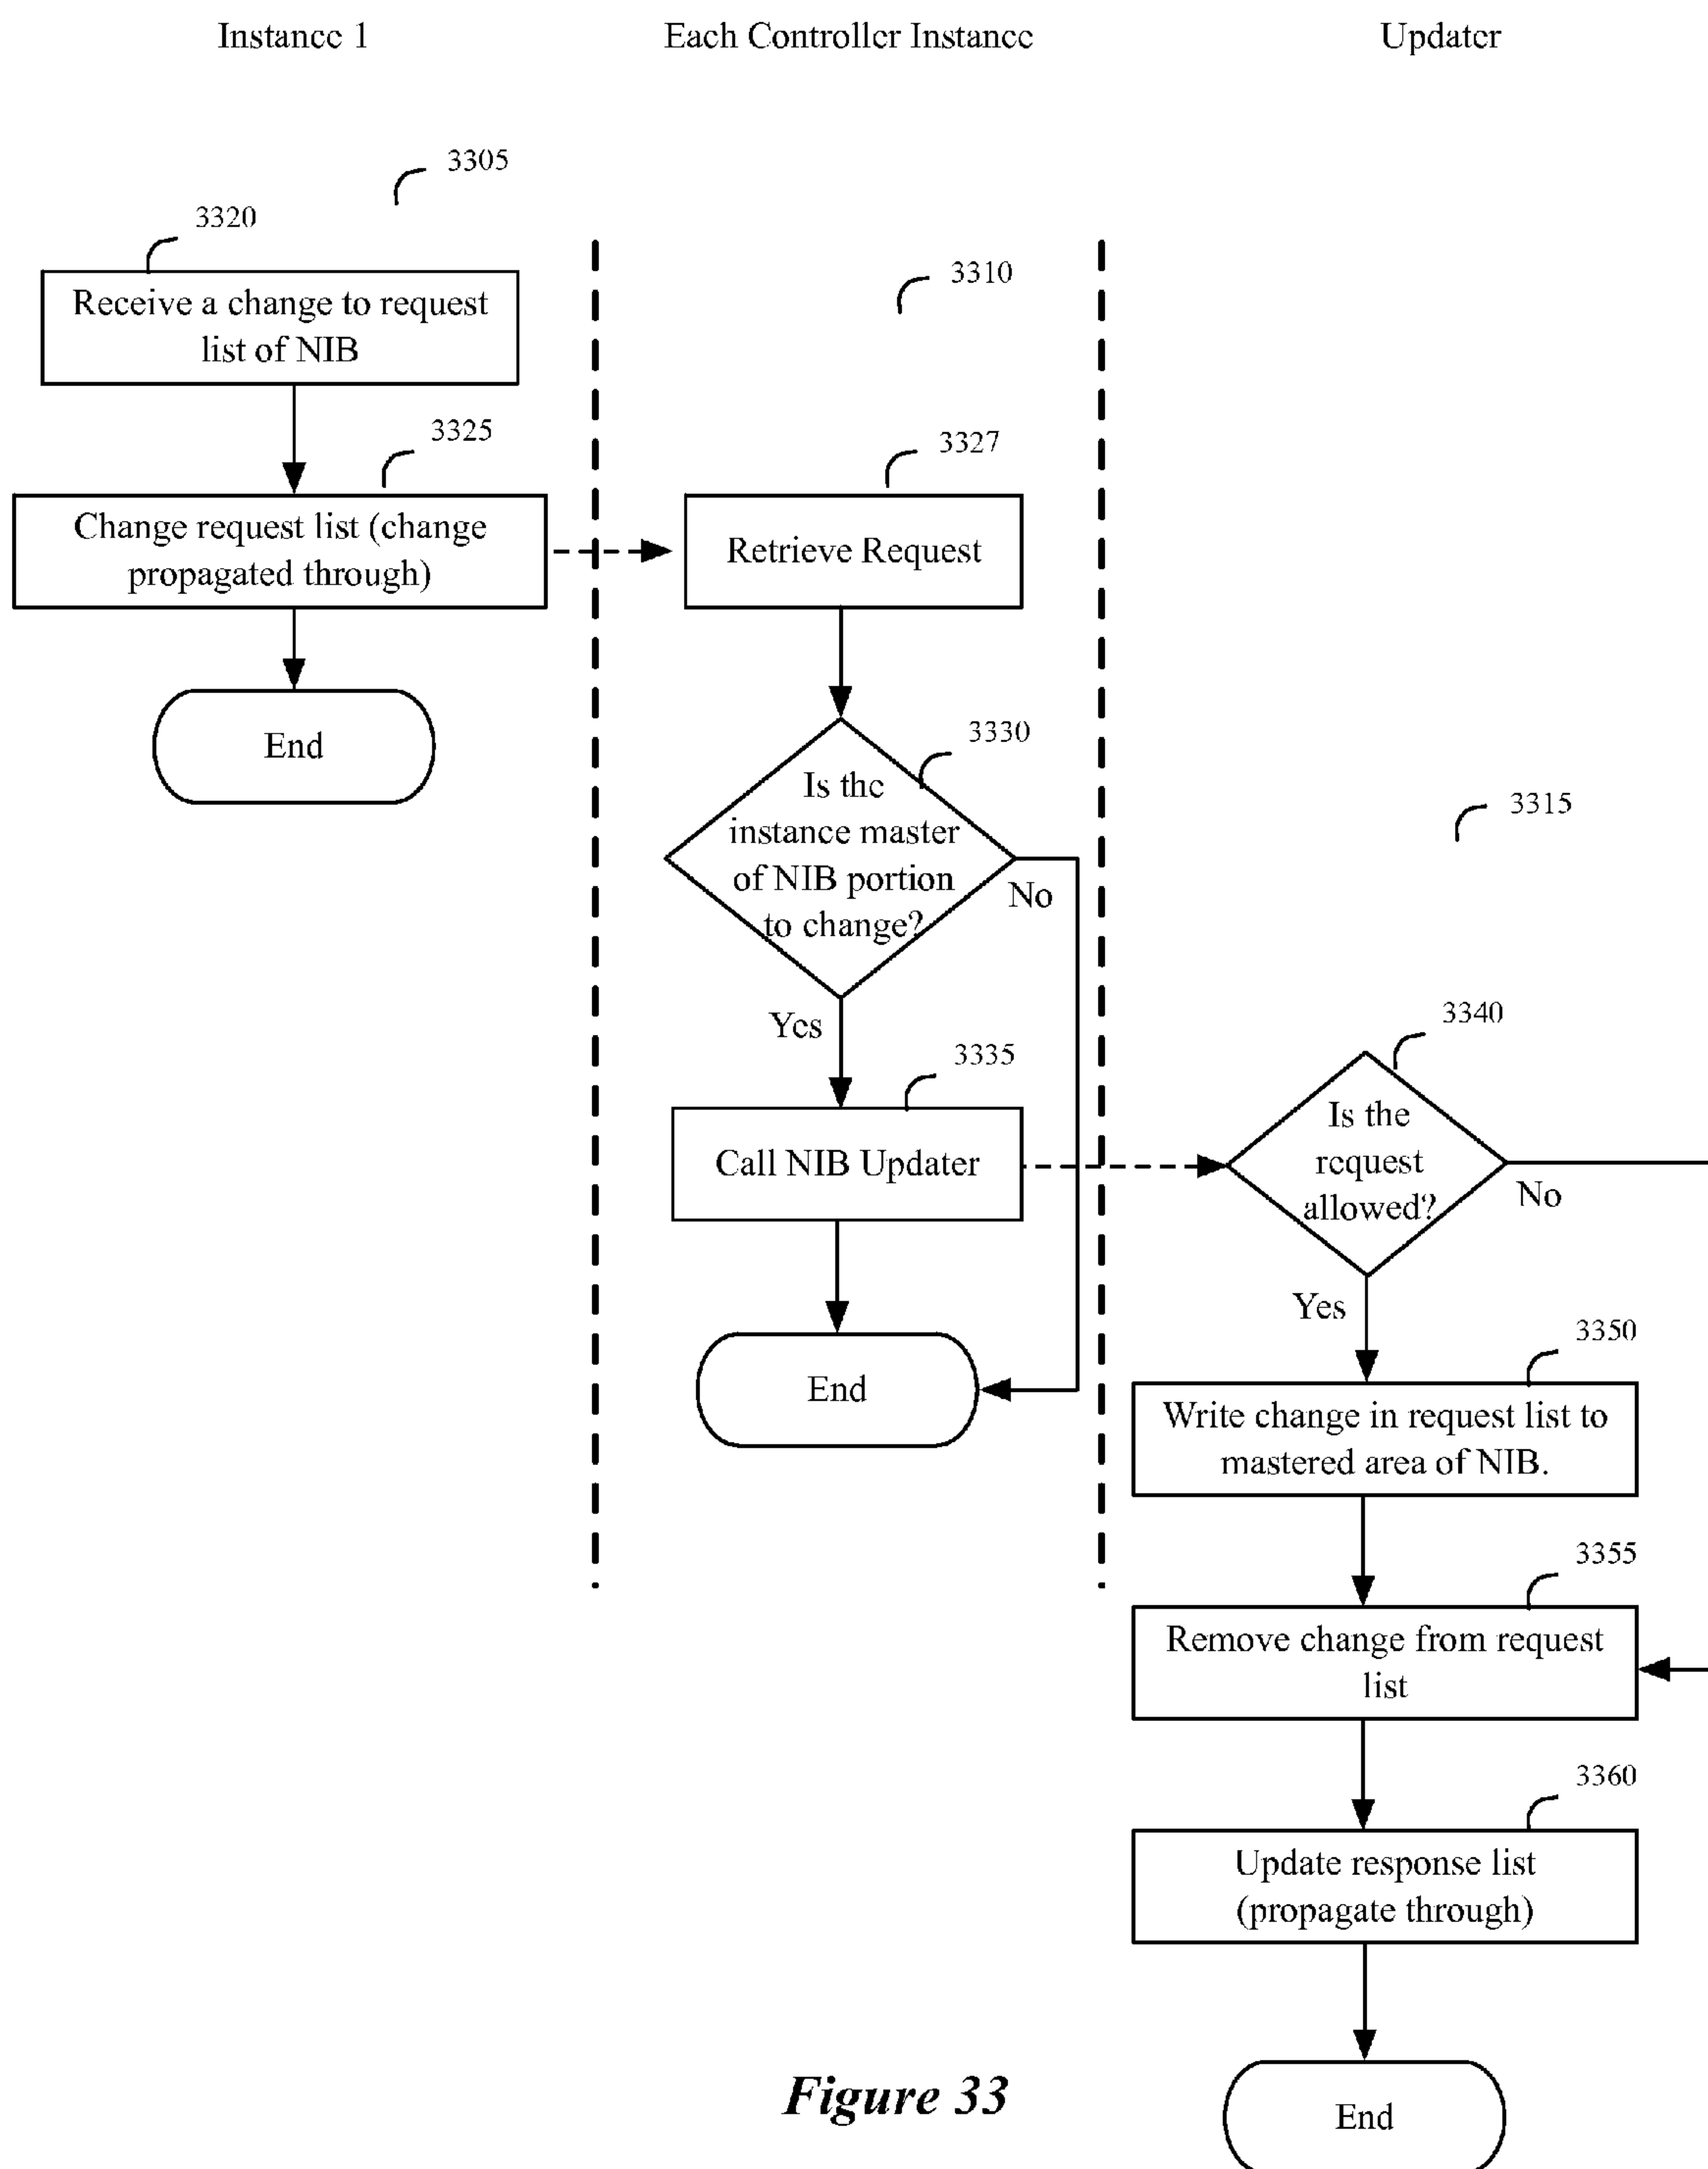 Instance 1
Each Controller Instance
Updater
3305
3320
3310
Receive a change to request
list of NIB
3325
3327
Change request list (change
propagated through)
Retrieve Request
End
3330
Is the
instance master
of NIB portion
to change?
No
Yes
3315
3335
3340
Call NIB Updater
Is the
request
allowed?
No
Yes
End
3350
Write change in request list to
mastered area of NIB.
3355
Remove change from request
list
3360
Update response list
(propagate through)
End
Figure 33